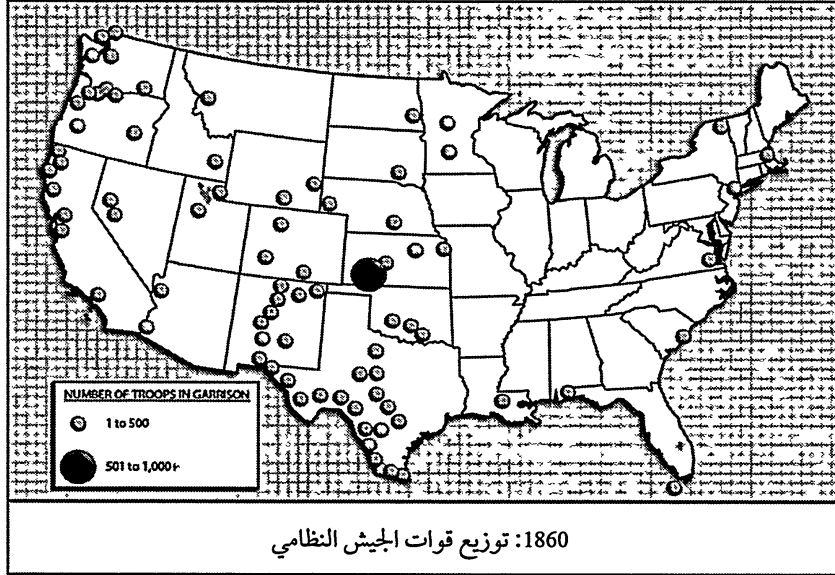 NUMBER OF TROOPS IN GARRISON
1 to 500
501 to 1,000+
1860: توزيع قوات الجيش النظامي